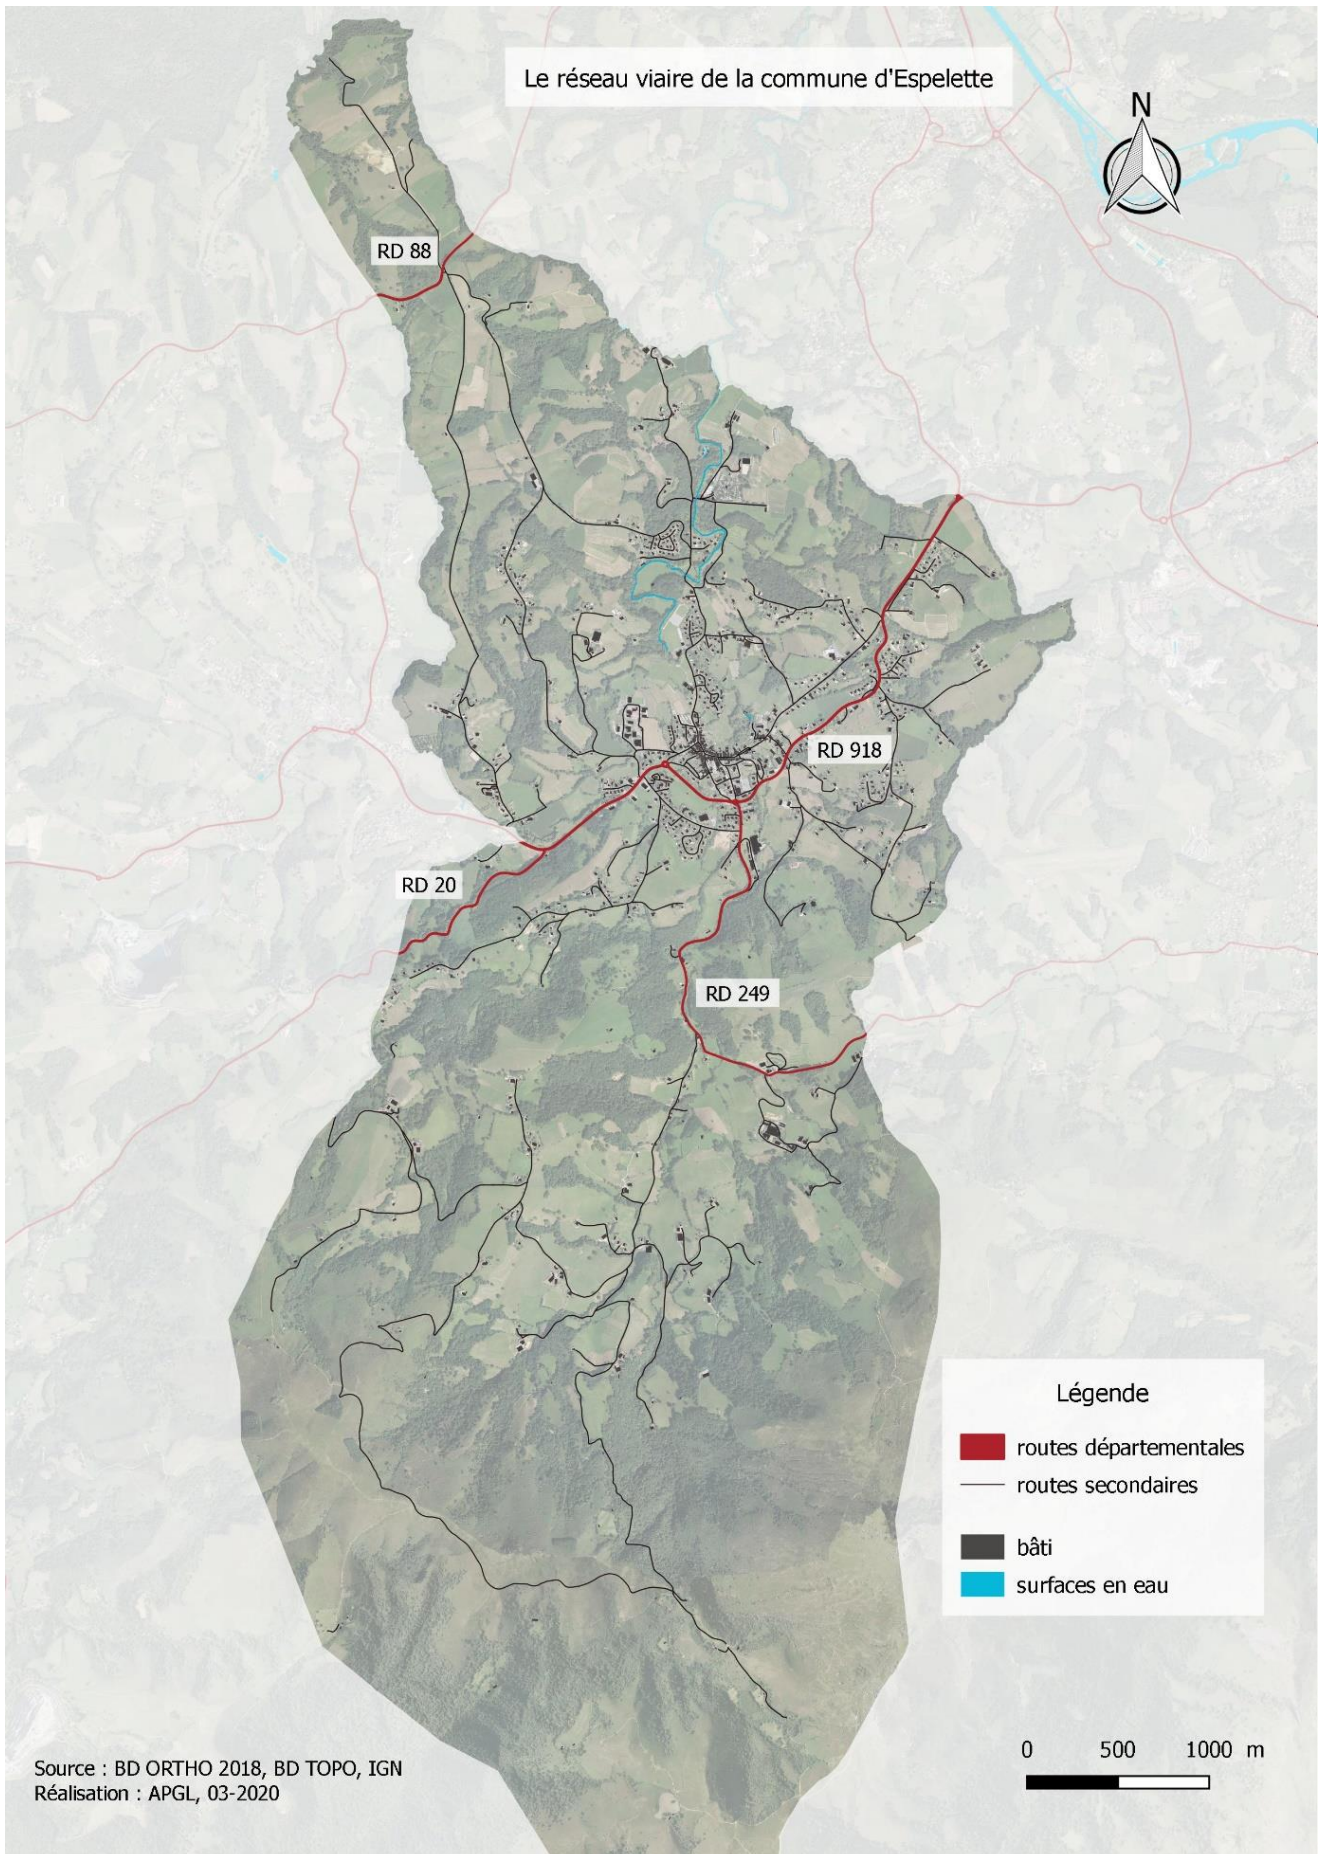 Le réseau viaire de la commune d'Espelette
N
RD 88
RD 918
RD 20
RD 249
Légende
routes départementales
routes secondaires
bâti
surfaces en eau
0 500 1000 m
Source : BD ORTHO 2018, BD TOPO, IGN
Réalisation : APGL, 03-2020